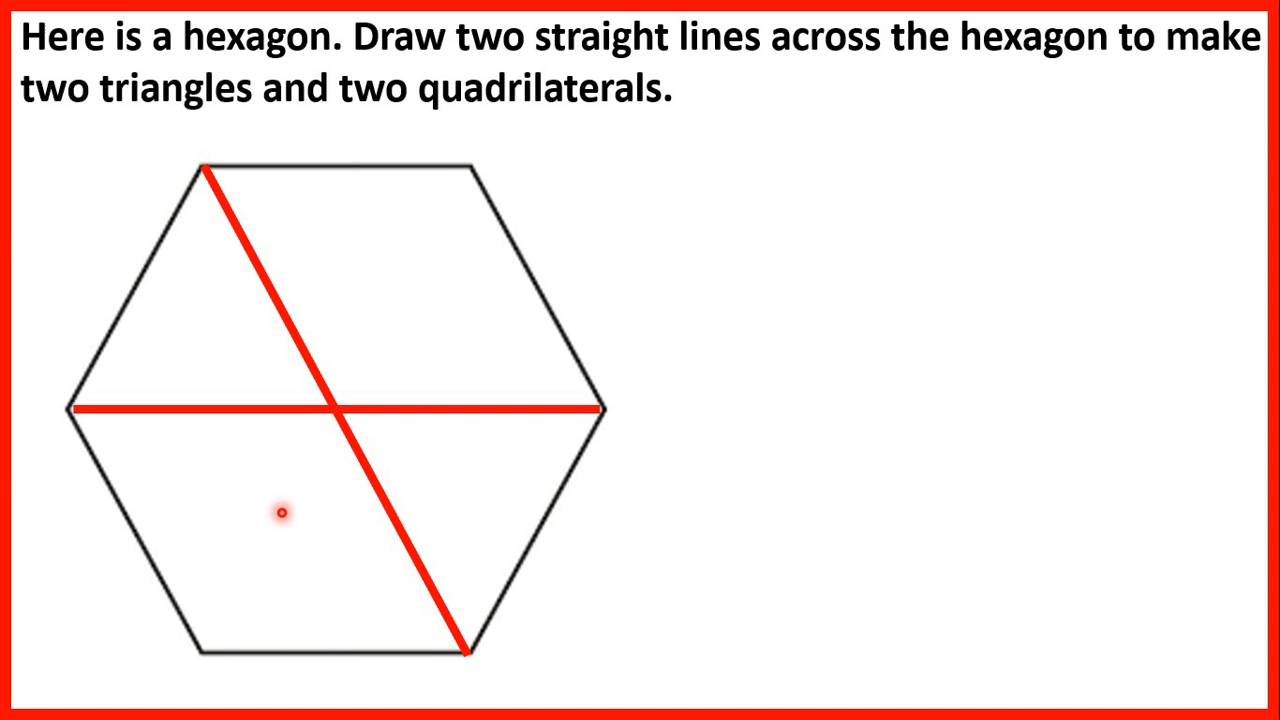 Here is a hexagon. Draw two straight lines across the hexagon to make
two triangles and two quadrilaterals.